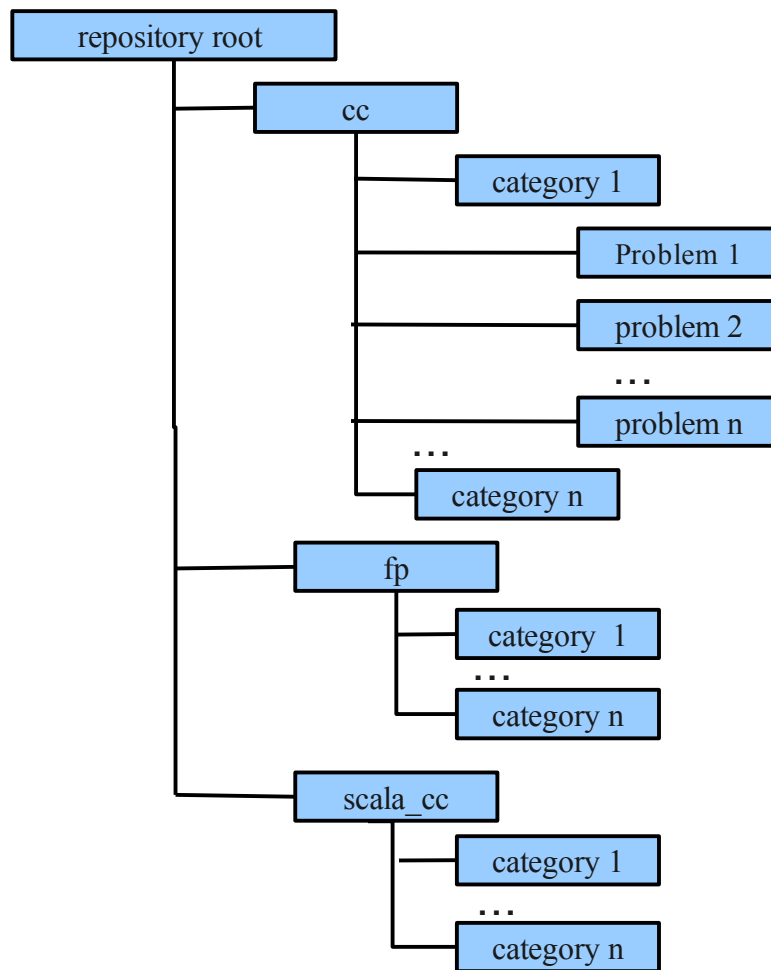 repository root
cc
category 1
Problem 1
problem 2
...
problem n
...
category n
fp
category  1
...
category n
scala_cc
category 1
...
category n